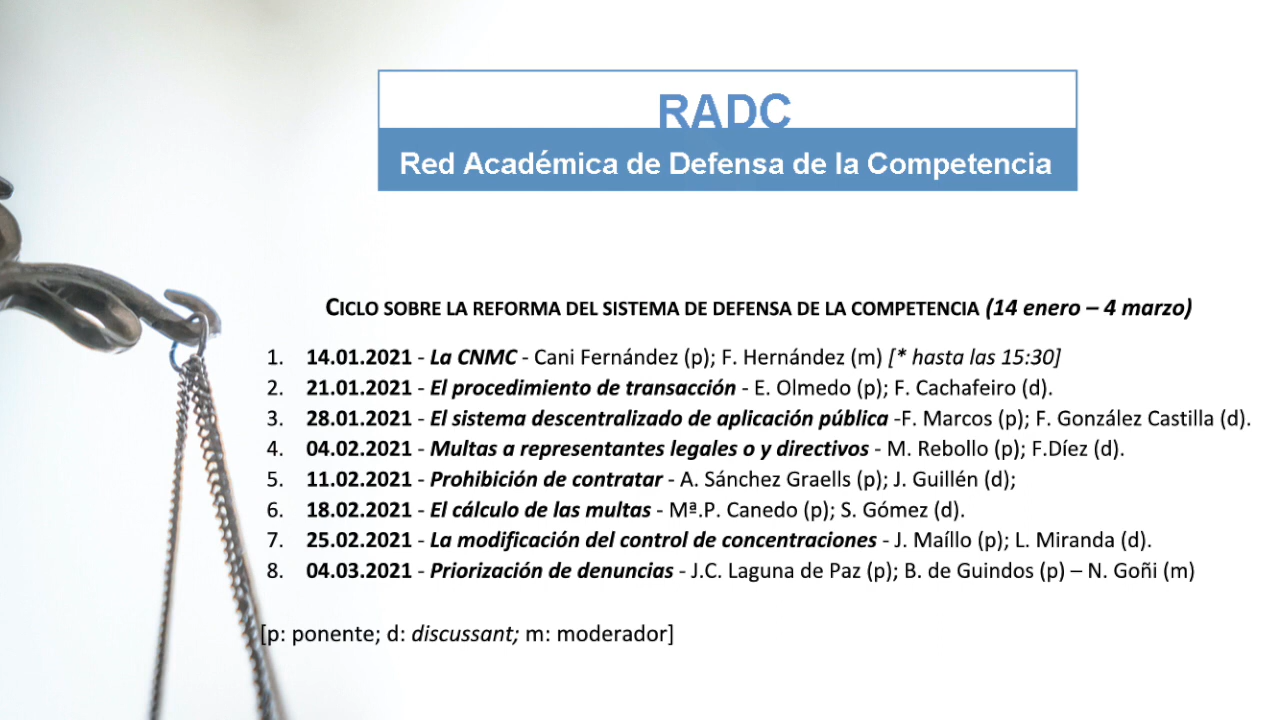 RADC
Red Académica de Defensa de la Competencia
CICLO SOBRE LA REFORMA DEL SISTEMA DE DEFENSA DE LA COMPETENCIA (14 enero – 4 marzo)
1. 14.01.2021 - La CNMC - Cani Fernández (p); F. Hernández (m) [* hasta las 15:30]
2. 21.01.2021 - El procedimiento de transacción - E. Olmedo (p); F. Cachafeiro (d).
3. 28.01.2021 - El sistema descentralizado de aplicación pública -F. Marcos (p); F. González Castilla (d).
4. 04.02.2021 - Multas a representantes legales o y directivos - M. Rebollo (p); F.Díez (d).
5. 11.02.2021 - Prohibición de contratar - A. Sánchez Graells (p); J. Guillén (d);
6. 18.02.2021 - El cálculo de las multas - Mª.P. Canedo (p); S. Gómez (d).
7. 25.02.2021 - La modificación del control de concentraciones - J. Maíllo (p); L. Miranda (d).
8. 04.03.2021 - Priorización de denuncias - J.C. Laguna de Paz (p); B. de Guindos (p) – N. Goñi (m)
[p: ponente; d: discussant; m: moderador]